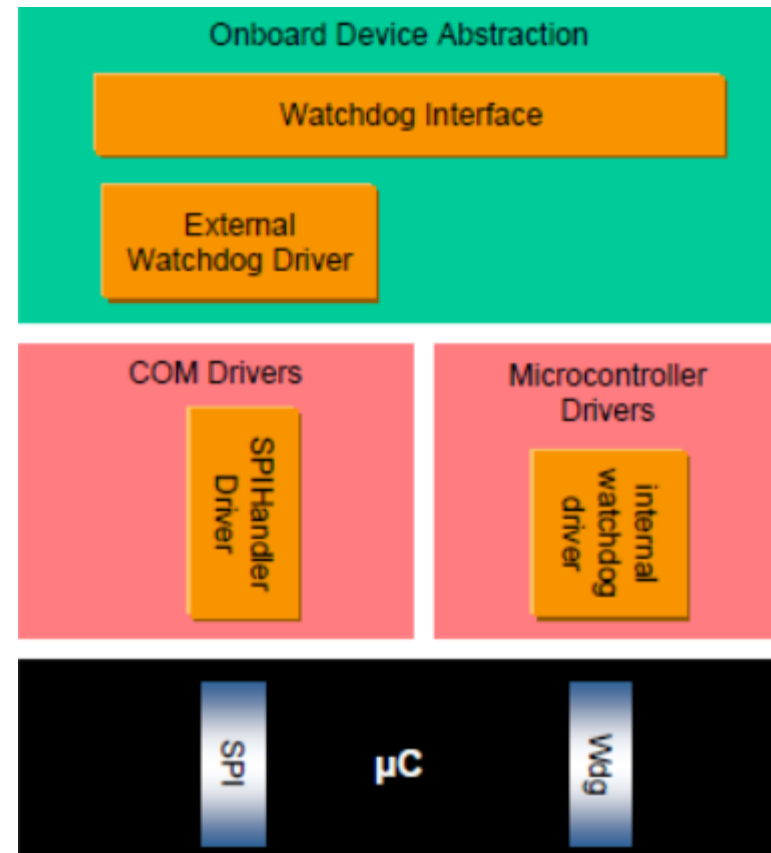 Onboard Device Abstraction
Watchdog Interface
External
Watchdog Driver
COM Drivers
SPIHandler
Driver
Microcontroller
Drivers
internal
watchdog
driver
SPI
µC
Wdg